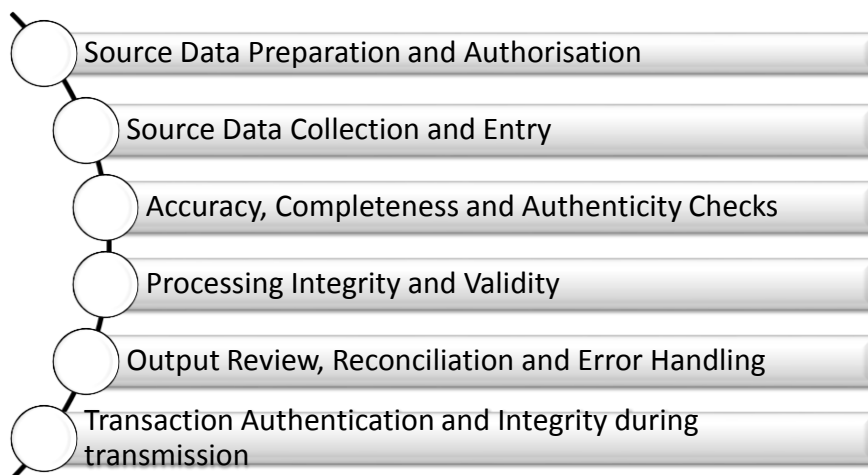 Source Data Preparation and Authorisation
Source Data Collection and Entry
Accuracy, Completeness and Authenticity Checks
Processing Integrity and Validity
Output Review, Reconciliation and Error Handling
Transaction Authentication and Integrity during
transmission